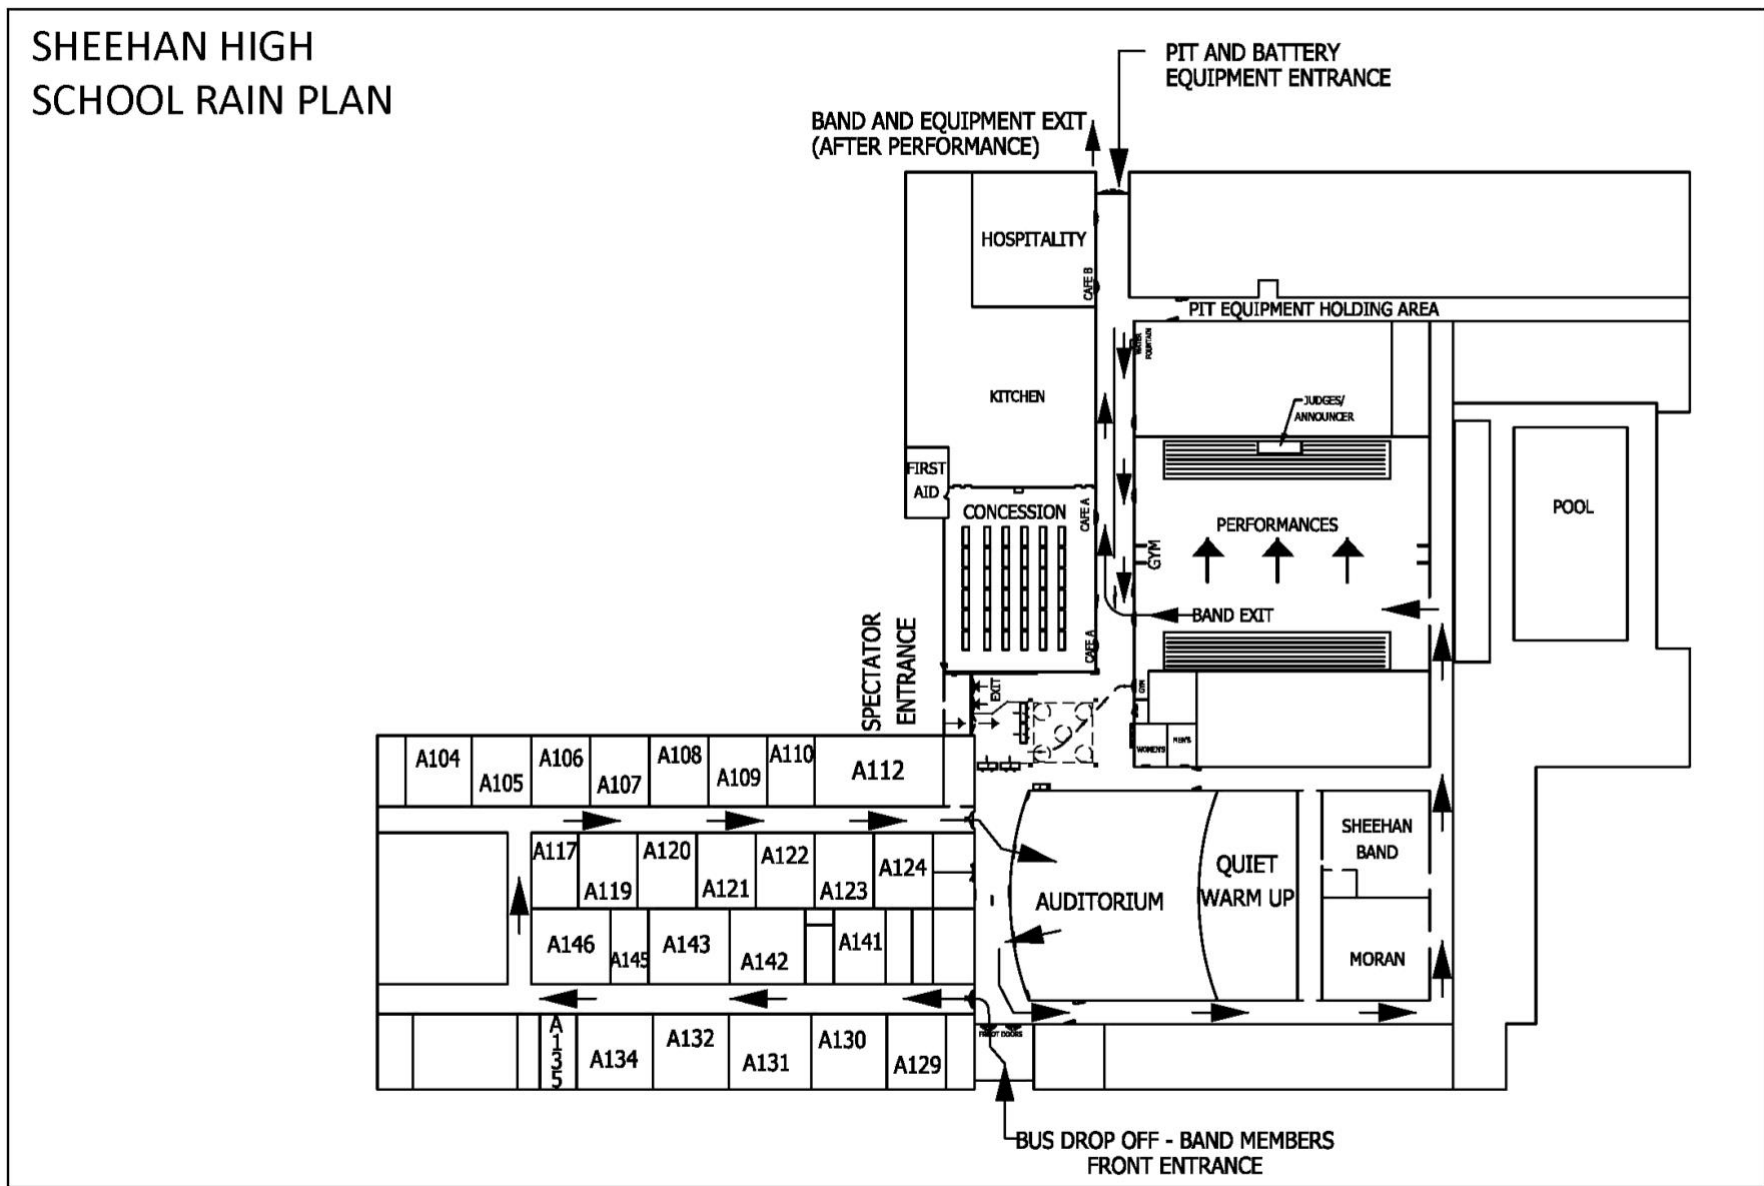 SHEEHAN HIGH
SCHOOL RAIN PLAN
PIT AND BATTERY
EQUIPMENT ENTRANCE
BAND AND EQUIPMENT EXIT
(AFTER PERFORMANCE)
HOSPITALITY
CAFE B
PIT EQUIPMENT HOLDING AREA
WATER
FOUNTAIN
KITCHEN
JUDGES/
ANNOUNCER
FIRST
AID
CONCESSION
CAFE A
PERFORMANCES
GYM
POOL
BAND EXIT
CAFE A
SPECTATOR
ENTRANCE
EXIT
GYM
WOMEN'S
MEN'S
A104
A105
A106
A107
A108
A109
A110
A112
A117
A119
A120
A121
A122
A123
A124
AUDITORIUM
QUIET
WARM UP
SHEEHAN
BAND
MORAN
A146
A145
A143
A142
A141
FRONT DOORS
A135
A134
A132
A131
A130
A129
BUS DROP OFF - BAND MEMBERS
FRONT ENTRANCE